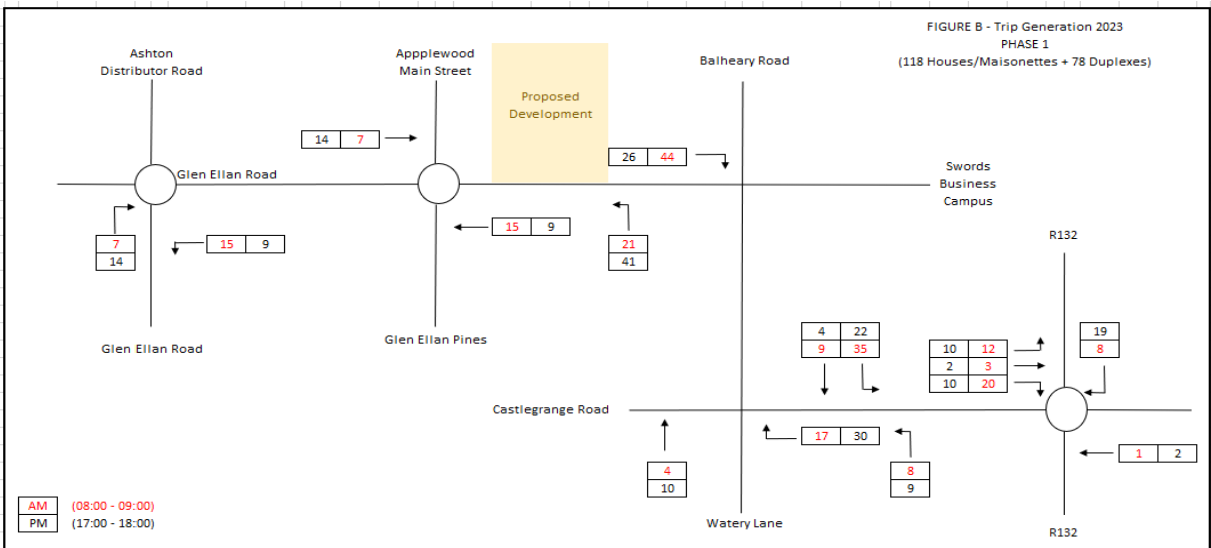 FIGURE B - Trip Generation 2023
PHASE 1
(118 Houses/Maisonettes + 78 Duplexes)
Ashton
Distributor Road
Appplewood
Main Street
Proposed
Development
Balheary Road
14 7
26 44
Glen Ellan Road
Swords
Business
Campus
7
14
15 9
15 9
21
41
R132
Glen Ellan Road
Glen Ellan Pines
4 22
9 35
10 12
2 3
10 20
19
8
Castlegrange Road
17 30
4
10
8
9
1 2
AM (08:00 - 09:00)
PM (17:00 - 18:00)
Watery Lane
R132